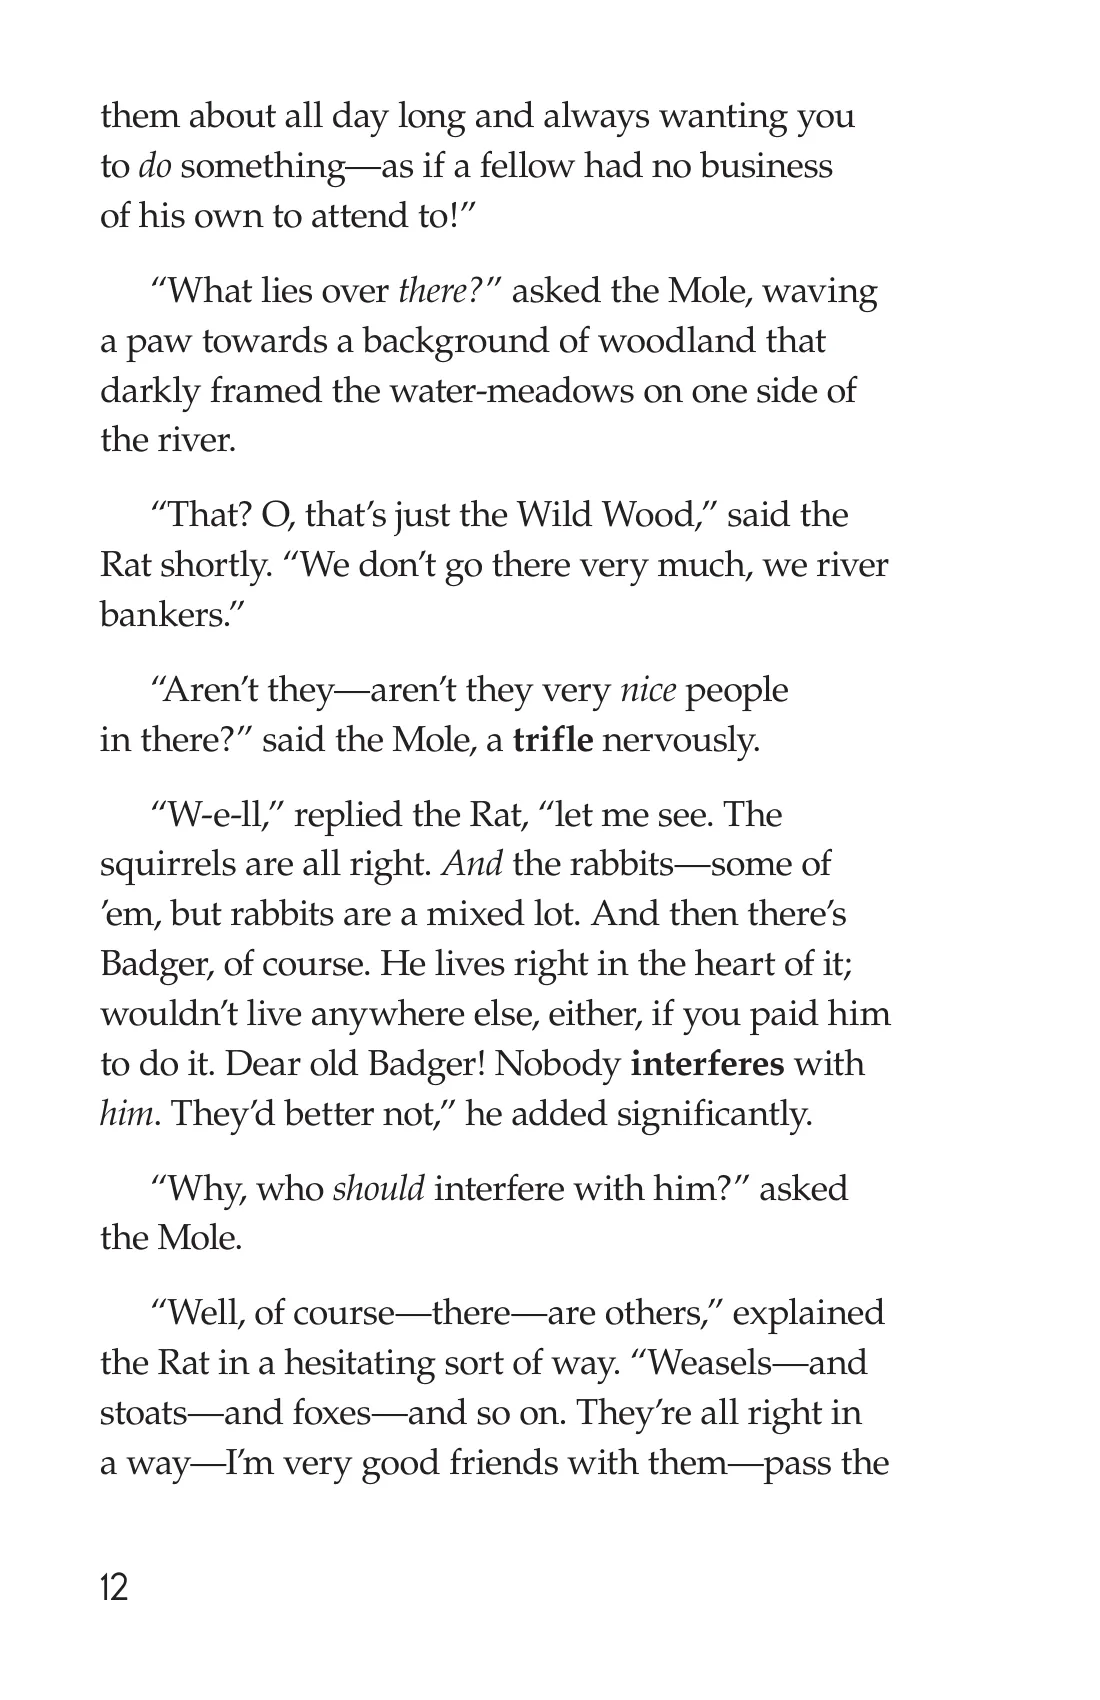 them about all day long and always wanting you
to do something—as if a fellow had no business
of his own to attend to!”
“What lies over there?” asked the Mole, waving
a paw towards a background of woodland that
darkly framed the water-meadows on one side of
the river.
“That? O, that’s just the Wild Wood,” said the
Rat shortly. “We don’t go there very much, we river
bankers.”
“Aren’t they—aren’t they very nice people
in there?” said the Mole, a trifle nervously.
“W-e-ll,” replied the Rat, “let me see. The
squirrels are all right. And the rabbits—some of
’em, but rabbits are a mixed lot. And then there’s
Badger, of course. He lives right in the heart of it;
wouldn’t live anywhere else, either, if you paid him
to do it. Dear old Badger! Nobody interferes with
him. They’d better not,” he added significantly.
“Why, who should interfere with him?” asked
the Mole.
“Well, of course—there—are others,” explained
the Rat in a hesitating sort of way. “Weasels—and
stoats—and foxes—and so on. They’re all right in
a way—I’m very good friends with them—pass the
12